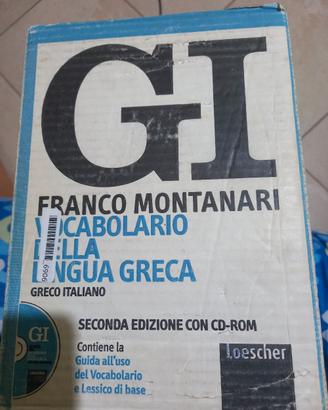 GI
FRANCO MONTANARI
VOCABOLARIO
DELLA
LINGUA GRECA
GRECO ITALIANO
SECONDA EDIZIONE CON CD-ROM
Contiene la
Guida all'uso
del Vocabolario
e Lessico di base
Loescher
GI